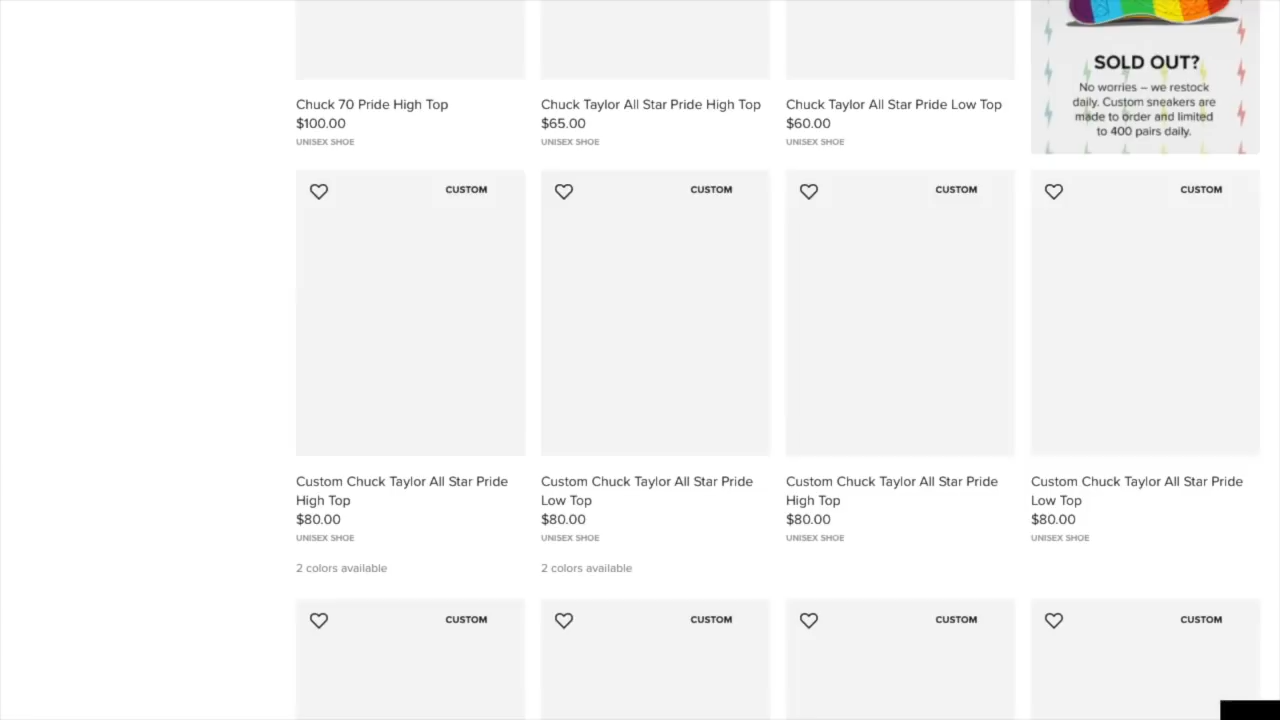 SOLD OUT?
No worries – we restock
daily. Custom sneakers are
made to order and limited
to 400 pairs daily.
Chuck 70 Pride High Top
$100.00
UNISEX SHOE
Chuck Taylor All Star Pride High Top
$65.00
UNISEX SHOE
Chuck Taylor All Star Pride Low Top
$60.00
UNISEX SHOE
CUSTOM
Custom Chuck Taylor All Star Pride
High Top
$80.00
UNISEX SHOE
2 colors available
CUSTOM
Custom Chuck Taylor All Star Pride
Low Top
$80.00
UNISEX SHOE
2 colors available
CUSTOM
Custom Chuck Taylor All Star Pride
High Top
$80.00
UNISEX SHOE
CUSTOM
Custom Chuck Taylor All Star Pride
Low Top
$80.00
UNISEX SHOE
CUSTOM
CUSTOM
CUSTOM
CUSTOM